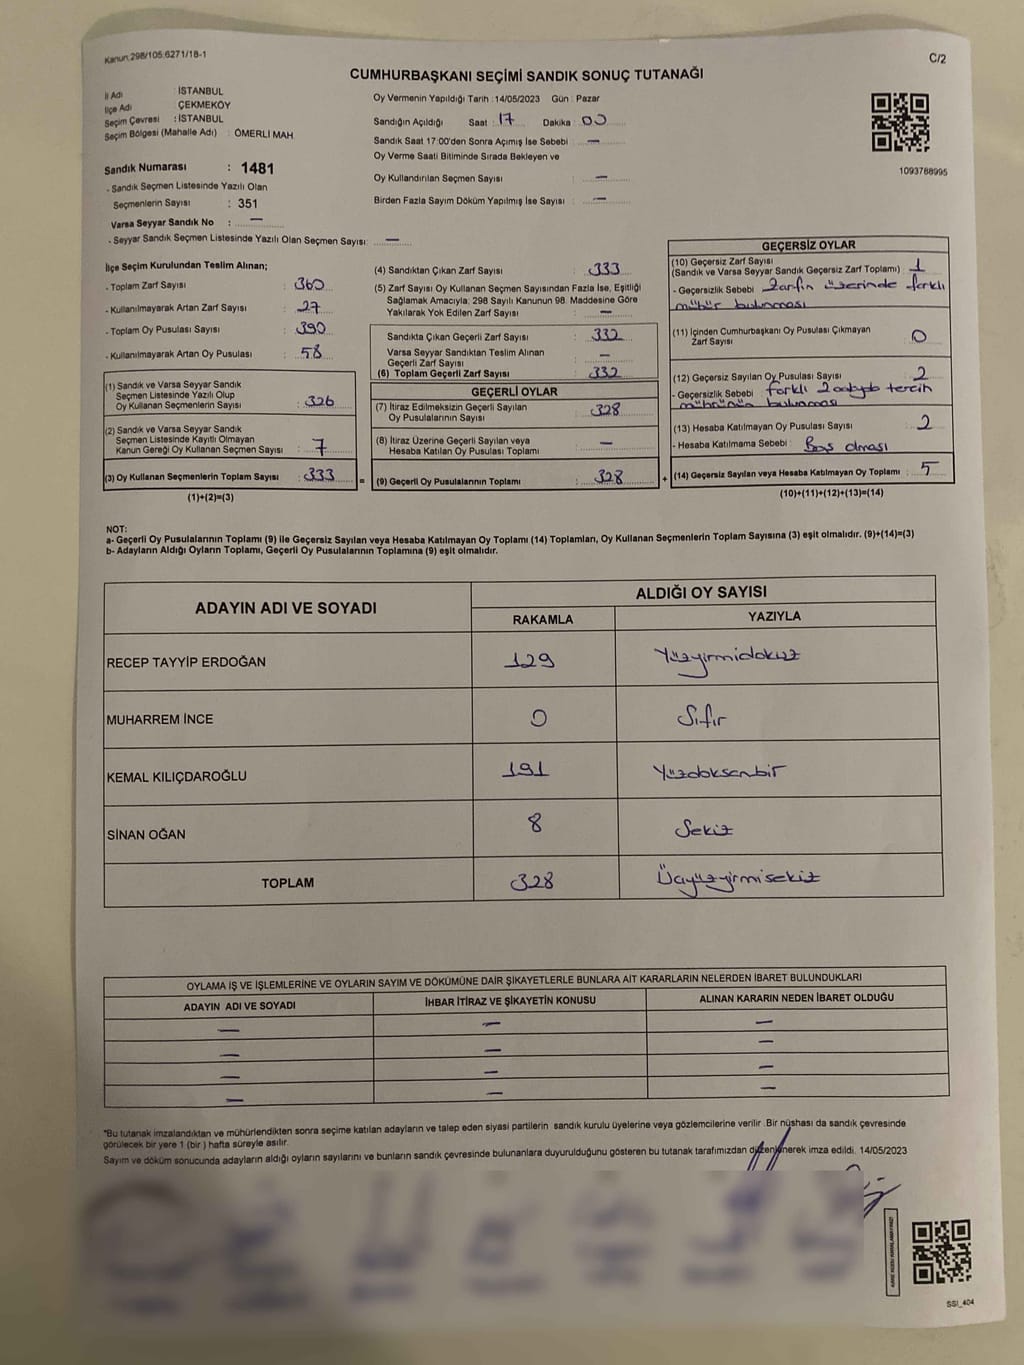 Kanun:298/105:6271/18-1
C/2
CUMHURBAŞKANI SEÇİMİ SANDIK SONUÇ TUTANAĞI
İl Adı : İSTANBUL
İlçe Adı : ÇEKMEKÖY
Seçim Çevresi : İSTANBUL
Seçim Bölgesi (Mahalle Adı) : ÖMERLİ MAH.
Oy Vermenin Yapıldığı Tarih : 14/05/2023 Gün : Pazar
Sandığın Açıldığı Saat : 17 Dakika : 00
Sandık Saat 17:00'den Sonra Açımış İse Sebebi : —
Oy Verme Saati Bitiminde Sırada Bekleyen ve
Oy Kullandırılan Seçmen Sayısı : —
Birden Fazla Sayım Döküm Yapılmış İse Sayısı : —
1093788995
Sandık Numarası : 1481
- Sandık Seçmen Listesinde Yazılı Olan
Seçmenlerin Sayısı : 351
Varsa Seyyar Sandık No : —
- Seyyar Sandık Seçmen Listesinde Yazılı Olan Seçmen Sayısı: —
İlçe Seçim Kurulundan Teslim Alınan;
- Toplam Zarf Sayısı : 360
- Kullanılmayarak Artan Zarf Sayısı : 27
- Toplam Oy Pusulası Sayısı : 390
- Kullanılmayarak Artan Oy Pusulası : 58
(1) Sandık ve Varsa Seyyar Sandık
Seçmen Listesinde Yazılı Olup
Oy Kullanan Seçmenlerin Sayısı : 326
(2) Sandık ve Varsa Seyyar Sandık
Seçmen Listesinde Kayıtlı Olmayan
Kanun Gereği Oy Kullanan Seçmen Sayısı : 7
(3) Oy Kullanan Seçmenlerin Toplam Sayısı : 333
(1)+(2)=(3)
=
(4) Sandıktan Çıkan Zarf Sayısı : 333
(5) Zarf Sayısı Oy Kullanan Seçmen Sayısından Fazla İse, Eşitliği
Sağlamak Amacıyla; 298 Sayılı Kanunun 98. Maddesine Göre
Yakılarak Yok Edilen Zarf Sayısı : —
Sandıkta Çıkan Geçerli Zarf Sayısı : 332
Varsa Seyyar Sandıktan Teslim Alınan
Geçerli Zarf Sayısı : —
(6) Toplam Geçerli Zarf Sayısı : 332
GEÇERLİ OYLAR
(7) İtiraz Edilmeksizin Geçerli Sayılan
Oy Pusulalarının Sayısı : 328
(8) İtiraz Üzerine Geçerli Sayılan veya
Hesaba Katılan Oy Pusulası Toplamı : —
(9) Geçerli Oy Pusulalarının Toplamı : 328
+
GEÇERSİZ OYLAR
(10) Geçersiz Zarf Sayısı
(Sandık ve Varsa Seyyar Sandık Geçersiz Zarf Toplamı) : 1
- Geçersizlik Sebebi : Zarfın üzerinde farklı
mühür bulunması
(11) İçinden Cumhurbaşkanı Oy Pusulası Çıkmayan
Zarf Sayısı : 0
(12) Geçersiz Sayılan Oy Pusulası Sayısı : 2
- Geçersizlik Sebebi : farklı 2 adayda tercih
mührünün bulunması
(13) Hesaba Katılmayan Oy Pusulası Sayısı : 2
- Hesaba Katılmama Sebebi : Boş olması
(14) Geçersiz Sayılan veya Hesaba Katılmayan Oy Toplamı : 5
(10)+(11)+(12)+(13)=(14)
NOT:
a- Geçerli Oy Pusulalarının Toplamı (9) ile Geçersiz Sayılan veya Hesaba Katılmayan Oy Toplamı (14) Toplamları, Oy Kullanan Seçmenlerin Toplam Sayısına (3) eşit olmalıdır. (9)+(14)=(3)
b- Adayların Aldığı Oyların Toplamı, Geçerli Oy Pusulalarının Toplamına (9) eşit olmalıdır.
ADAYIN ADI VE SOYADI
ALDIĞI OY SAYISI
RAKAMLA YAZIYLA
RECEP TAYYİP ERDOĞAN 129 Yüzyirmidokuz
MUHARREM İNCE 0 Sıfır
KEMAL KILIÇDAROĞLU 191 Yüzdoksanbir
SİNAN OĞAN 8 Sekiz
TOPLAM 328 Üçyüzyirmisekiz
OYLAMA İŞ VE İŞLEMLERİNE VE OYLARIN SAYIM VE DÖKÜMÜNE DAİR ŞİKAYETLERLE BUNLARA AİT KARARLARIN NELERDEN İBARET BULUNDUKLARI
ADAYIN ADI VE SOYADI İHBAR İTİRAZ VE ŞİKAYETİN KONUSU ALINAN KARARIN NEDEN İBARET OLDUĞU
— — —
— — —
— — —
— — —
*Bu tutanak imzalandıktan ve mühürlendikten sonra seçime katılan adayların ve talep eden siyasi partilerin sandık kurulu üyelerine veya gözlemcilerine verilir .Bir nüshası da sandık çevresinde
görülecek bir yere 1 (bir ) hafta süreyle asılır.
Sayım ve döküm sonucunda adayların aldığı oyların sayılarını ve bunların sandık çevresinde bulunanlara duyurulduğunu gösteren bu tutanak tarafımızdan düzenlenerek imza edildi. 14/05/2023
SSI_404